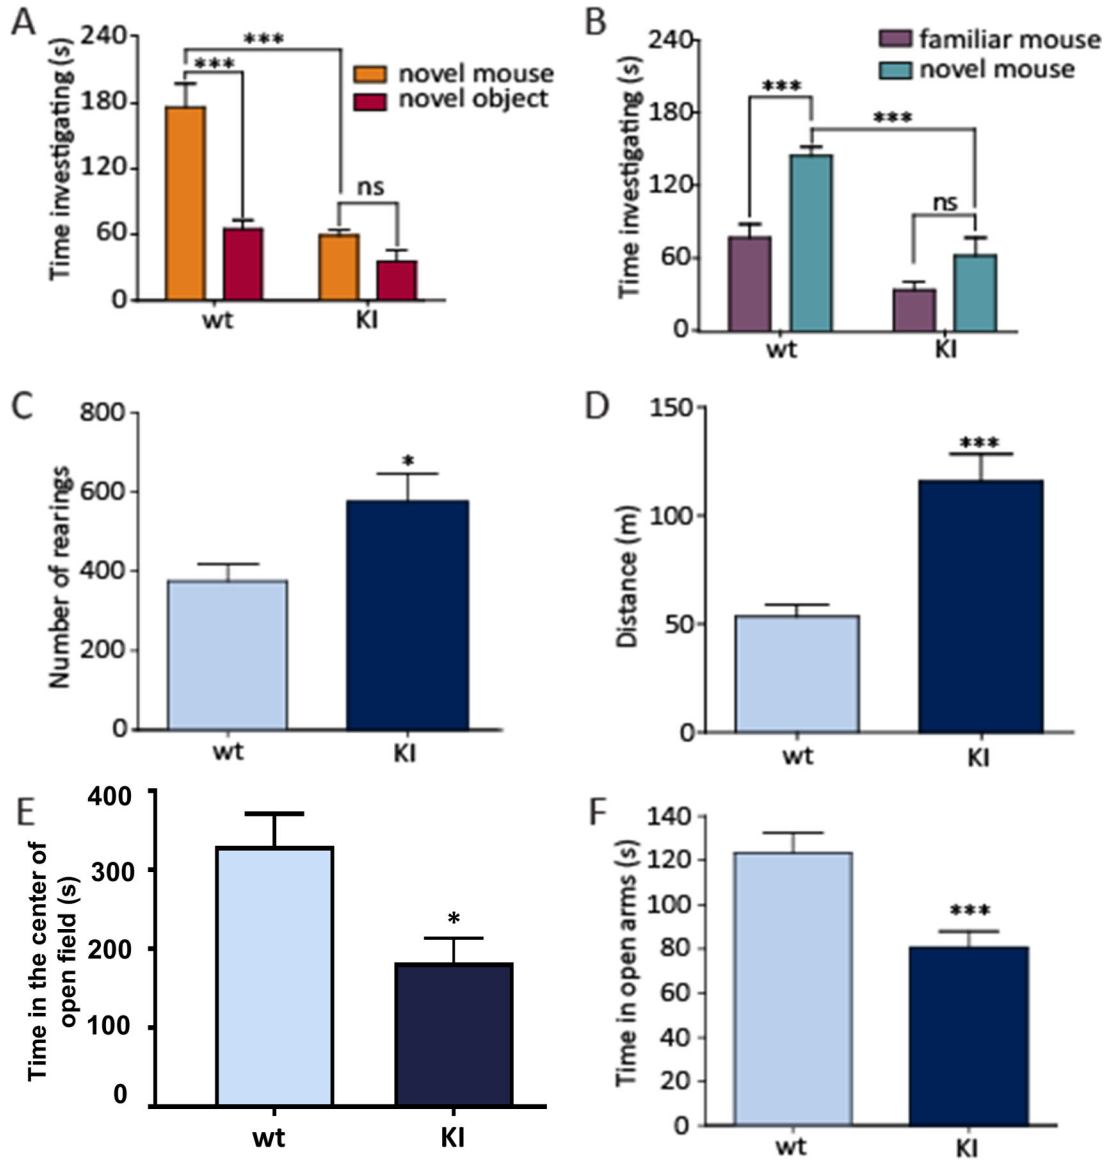 A
Time investigating (s)
240
180
120
60
0
***
***
ns
novel mouse
novel object
wt
KI
B
Time investigating (s)
240
180
120
60
0
***
***
ns
familiar mouse
novel mouse
wt
KI
C
Number of rearings
800
600
400
200
0
*
wt
KI
D
Distance (m)
150
100
50
0
***
wt
KI
E
Time in the center of
open field (s)
400
300
200
100
0
*
wt
KI
F
Time in open arms (s)
140
120
100
80
60
40
20
0
***
wt
KI